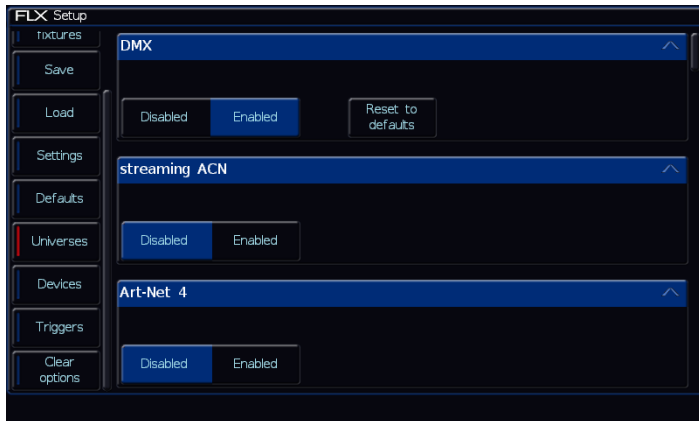 FLX Setup
fixtures
Save
Load
Settings
Defaults
Universes
Devices
Triggers
Clear
options
DMX
Disabled
Enabled
Reset to
defaults
streaming ACN
Disabled
Enabled
Art-Net 4
Disabled
Enabled